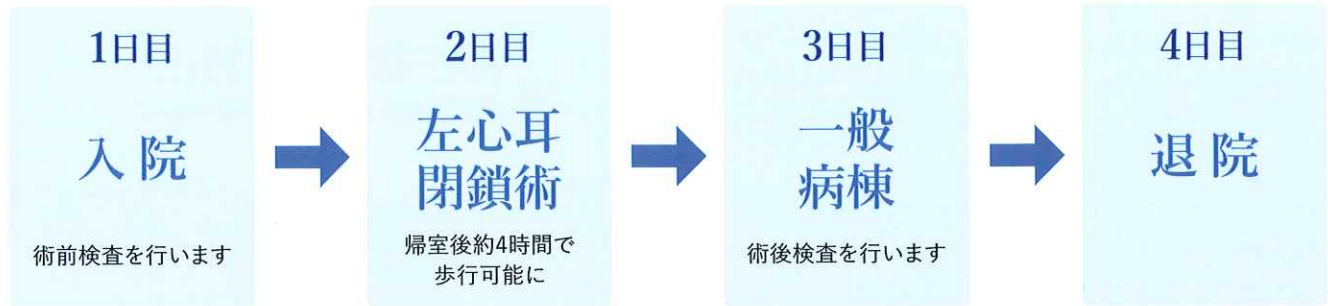 1日目
入院
術前検査を行います
2日目
左心耳
閉鎖術
帰室後約4時間で
歩行可能に
3日目
一般
病棟
術後検査を行います
4日目
退院